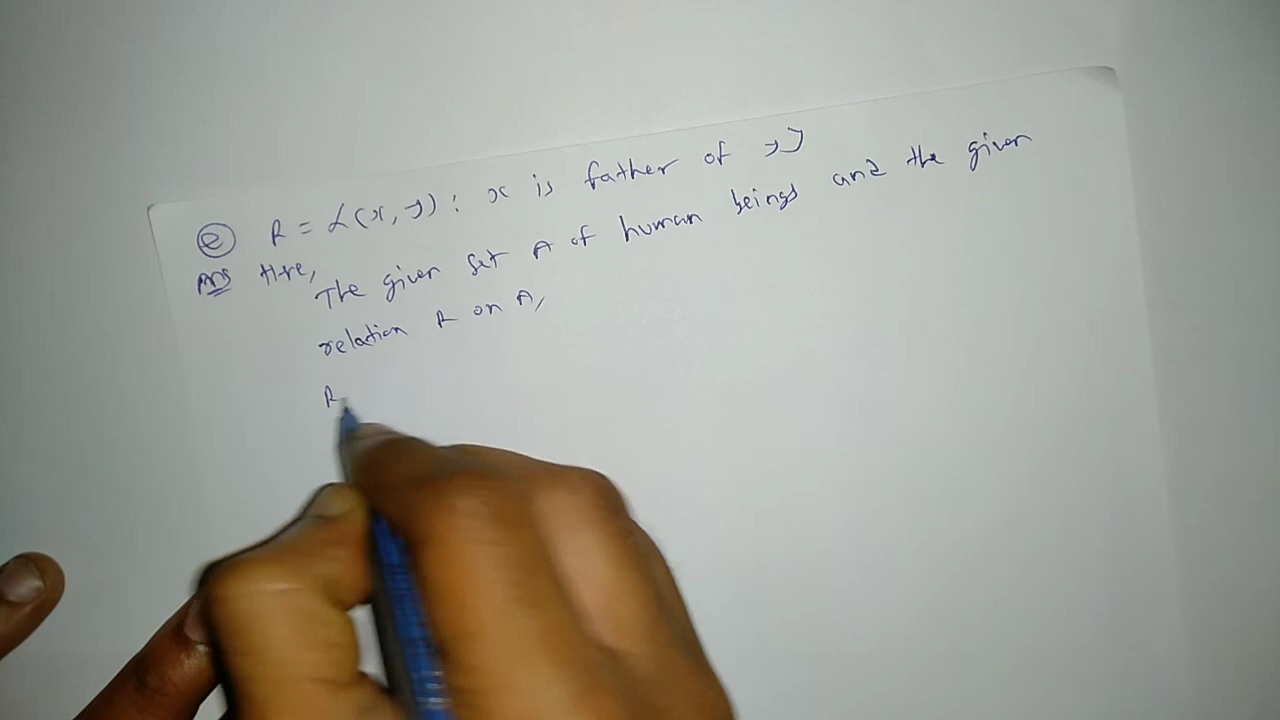 (e) R = {(x, y) : x is father of y}
Ans Here,
The given set A of human beings and the given
relation R on A,
R